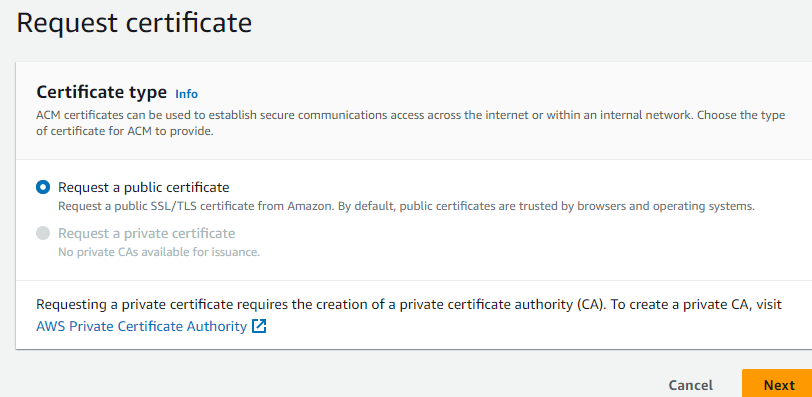 Request certificate
Certificate type Info
ACM certificates can be used to establish secure communications access across the internet or within an internal network. Choose the type
of certificate for ACM to provide.
Request a public certificate
Request a public SSL/TLS certificate from Amazon. By default, public certificates are trusted by browsers and operating systems.
Request a private certificate
No private CAs available for issuance.
Requesting a private certificate requires the creation of a private certificate authority (CA). To create a private CA, visit
AWS Private Certificate Authority
Cancel Next